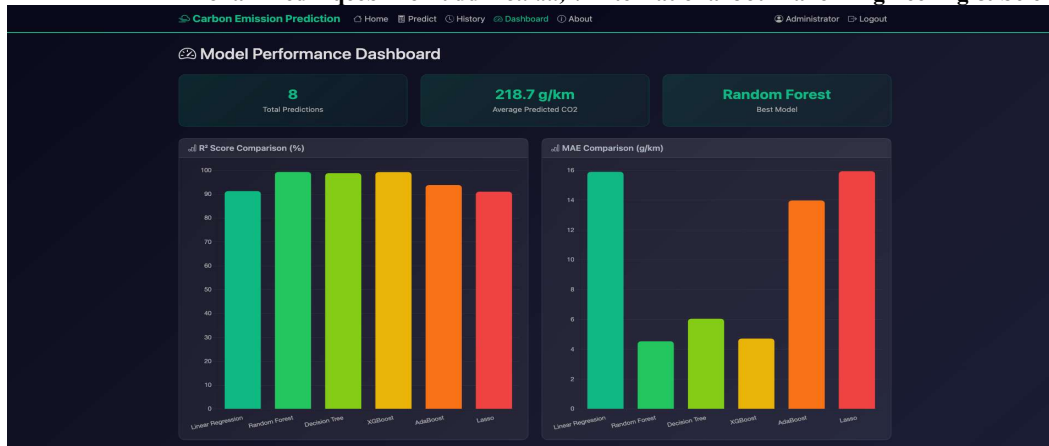 Carbon Emission Prediction Home Predict History Dashboard About Administrator Logout
Model Performance Dashboard
8
Total Predictions
218.7 g/km
Average Predicted CO2
Random Forest
Best Model
R² Score Comparison (%)
100
90
80
70
60
50
40
30
20
10
0
Linear Regression Random Forest Decision Tree XGBoost AdaBoost Lasso
MAE Comparison (g/km)
16
14
12
10
8
6
4
2
0
Linear Regression Random Forest Decision Tree XGBoost AdaBoost Lasso